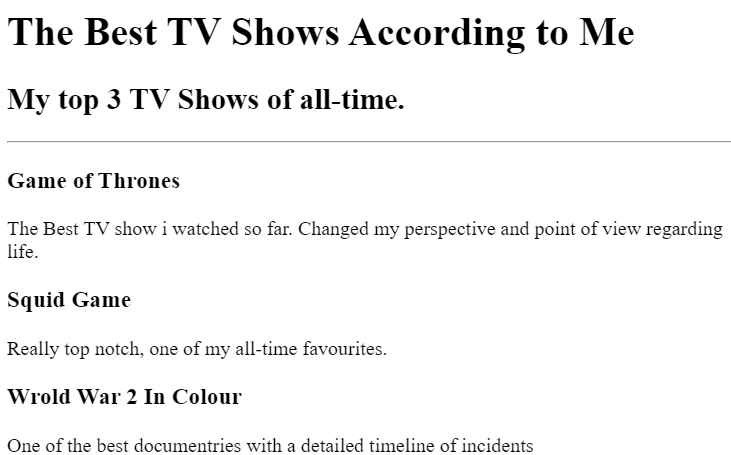 The Best TV Shows According to Me
My top 3 TV Shows of all-time.
Game of Thrones
The Best TV show i watched so far. Changed my perspective and point of view regarding
life.
Squid Game
Really top notch, one of my all-time favourites.
Wrold War 2 In Colour
One of the best documentries with a detailed timeline of incidents